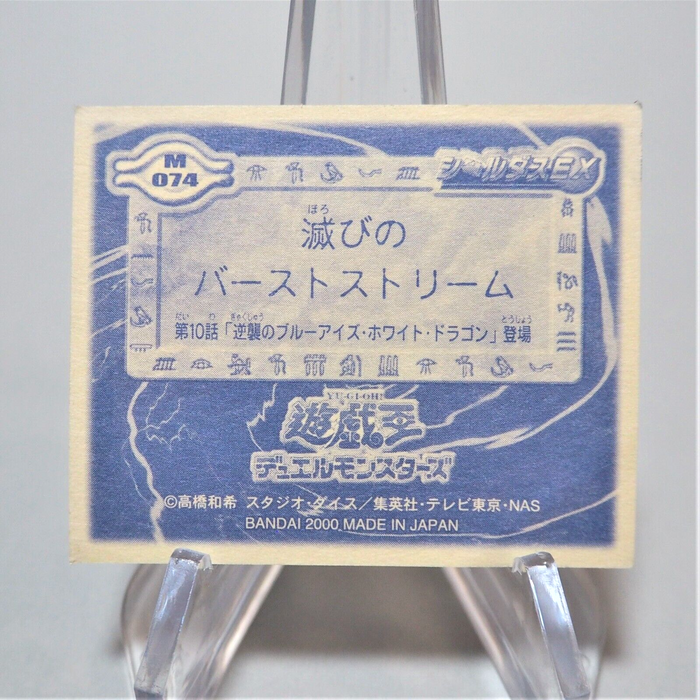 M
074
シールダスEX
ほろ
滅びの
バーストストリーム
だい わ ぎゃくしゅう とうじょう
第10話「逆襲のブルーアイズ・ホワイト・ドラゴン」登場
YU-GI-OH!
遊戯王
デュエルモンスターズ
©高橋和希 スタジオ・ダイス／集英社・テレビ東京・NAS
BANDAI 2000 MADE IN JAPAN